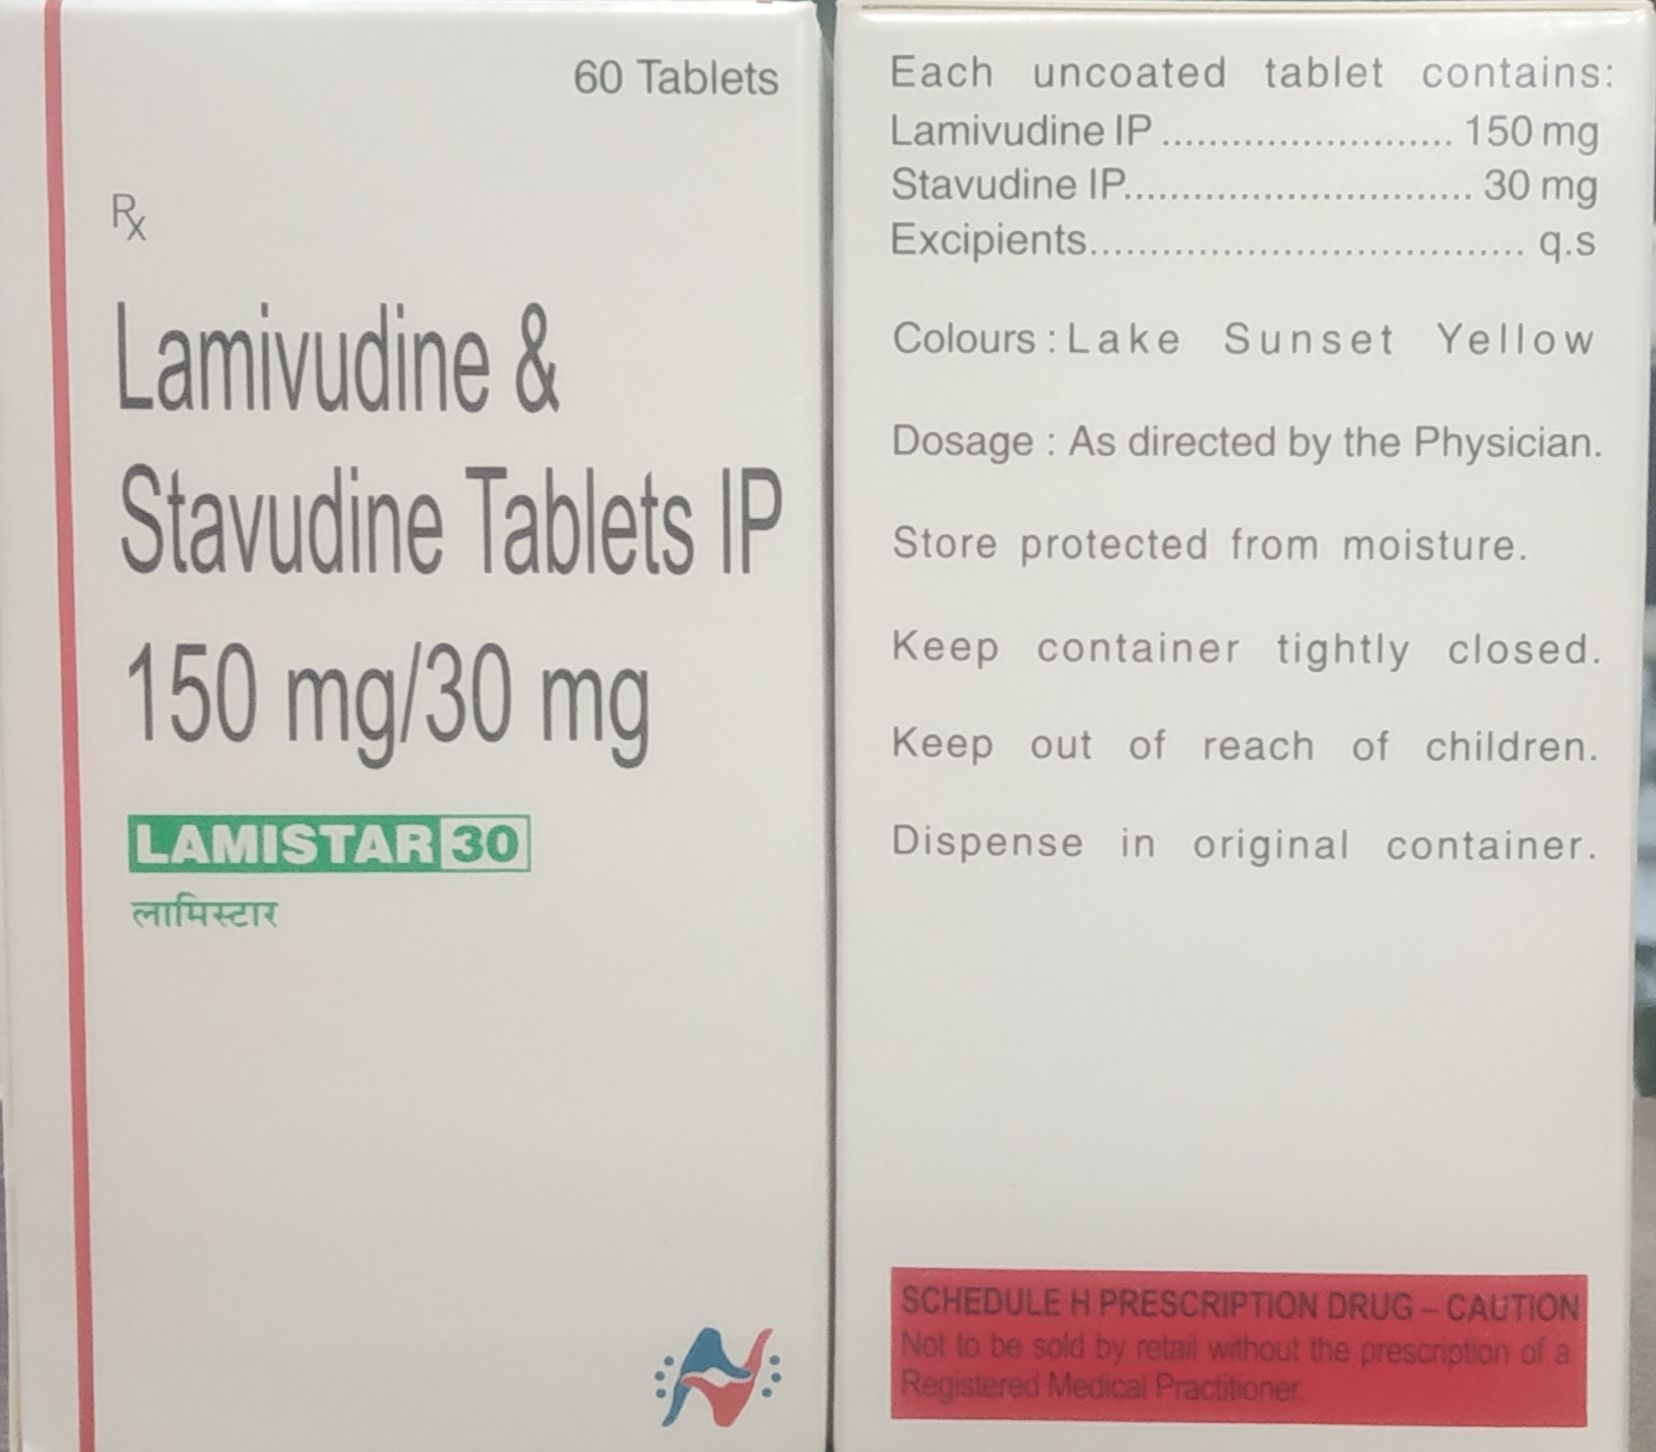 60 Tablets
Rx
Lamivudine &
Stavudine Tablets IP
150 mg/30 mg
LAMISTAR 30
लामिस्टार
Each uncoated tablet contains:
Lamivudine IP ......................... 150 mg
Stavudine IP.............................. 30 mg
Excipients.................................... q.s
Colours : Lake Sunset Yellow
Dosage : As directed by the Physician.
Store protected from moisture.
Keep container tightly closed.
Keep out of reach of children.
Dispense in original container.
SCHEDULE H PRESCRIPTION DRUG – CAUTION
Not to be sold by retail without the prescription of a
Registered Medical Practitioner.